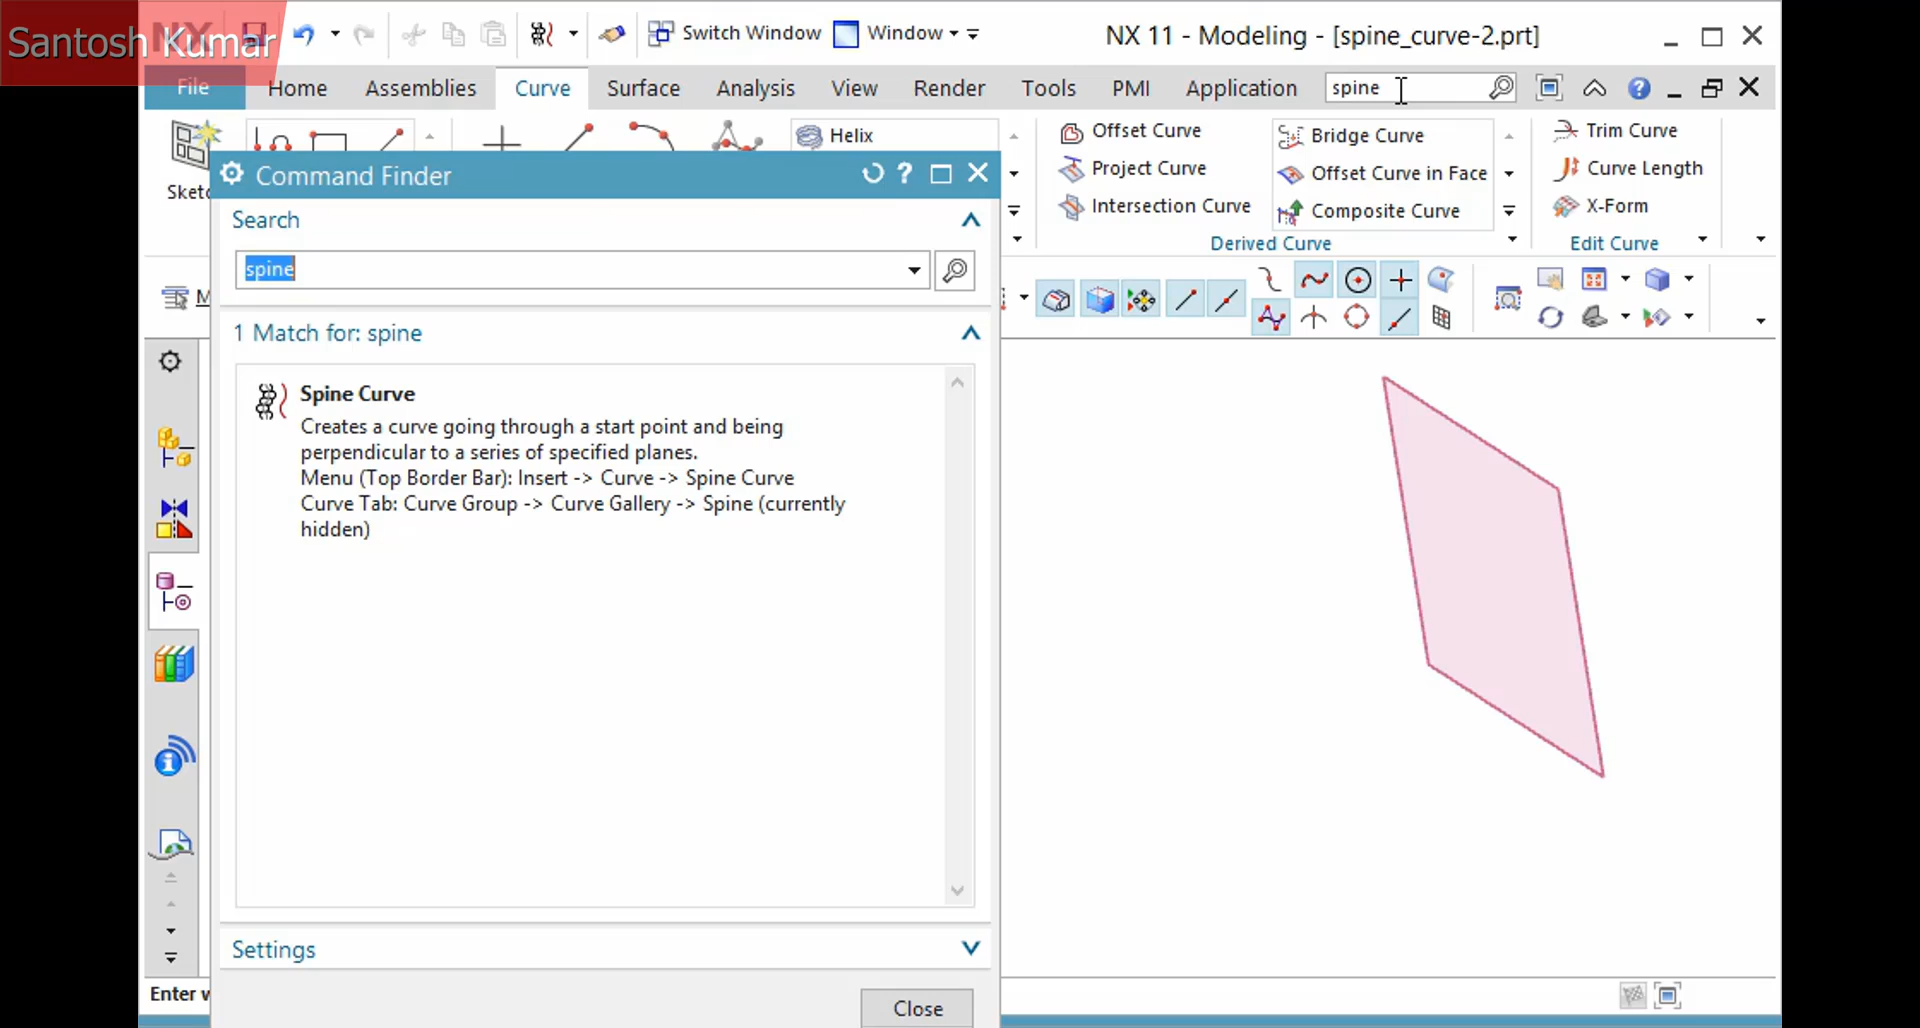 Santosh Kumar
NX
Switch Window
Window
NX 11 - Modeling - [spine_curve-2.prt]
File
Home
Assemblies
Curve
Surface
Analysis
View
Render
Tools
PMI
Application
spine
Helix
Offset Curve
Bridge Curve
Trim Curve
Project Curve
Offset Curve in Face
Curve Length
Intersection Curve
Composite Curve
X-Form
Derived Curve
Edit Curve
Command Finder
Search
spine
1 Match for: spine
Spine Curve
Creates a curve going through a start point and being
perpendicular to a series of specified planes.
Menu (Top Border Bar): Insert -> Curve -> Spine Curve
Curve Tab: Curve Group -> Curve Gallery -> Spine (currently
hidden)
Settings
Enter
Close